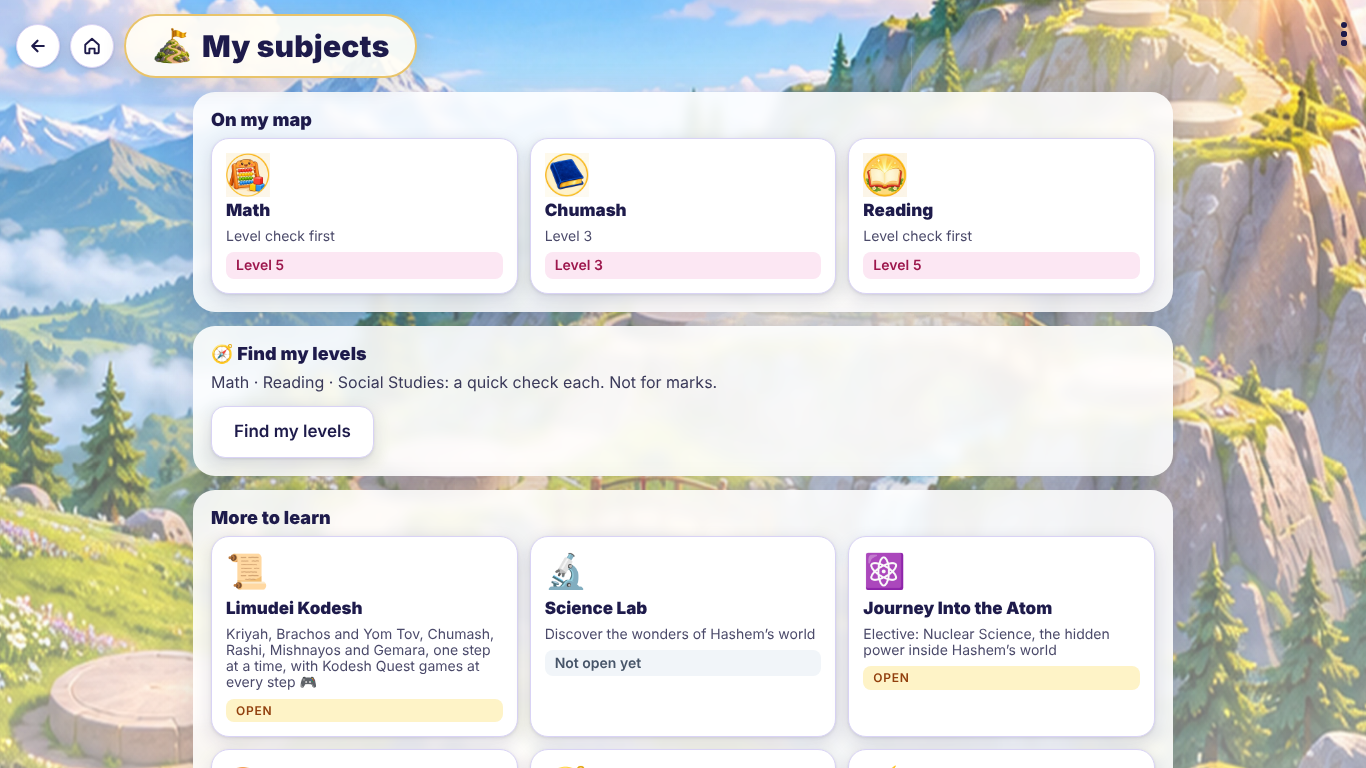 My subjects
On my map
Math
Level check first
Level 5
Chumash
Level 3
Level 3
Reading
Level check first
Level 5
Find my levels
Math · Reading · Social Studies: a quick check each. Not for marks.
Find my levels
More to learn
Limudei Kodesh
Kriyah, Brachos and Yom Tov, Chumash,
Rashi, Mishnayos and Gemara, one step
at a time, with Kodesh Quest games at
every step 🎮
OPEN
Science Lab
Discover the wonders of Hashem’s world
Not open yet
Journey Into the Atom
Elective: Nuclear Science, the hidden
power inside Hashem’s world
OPEN